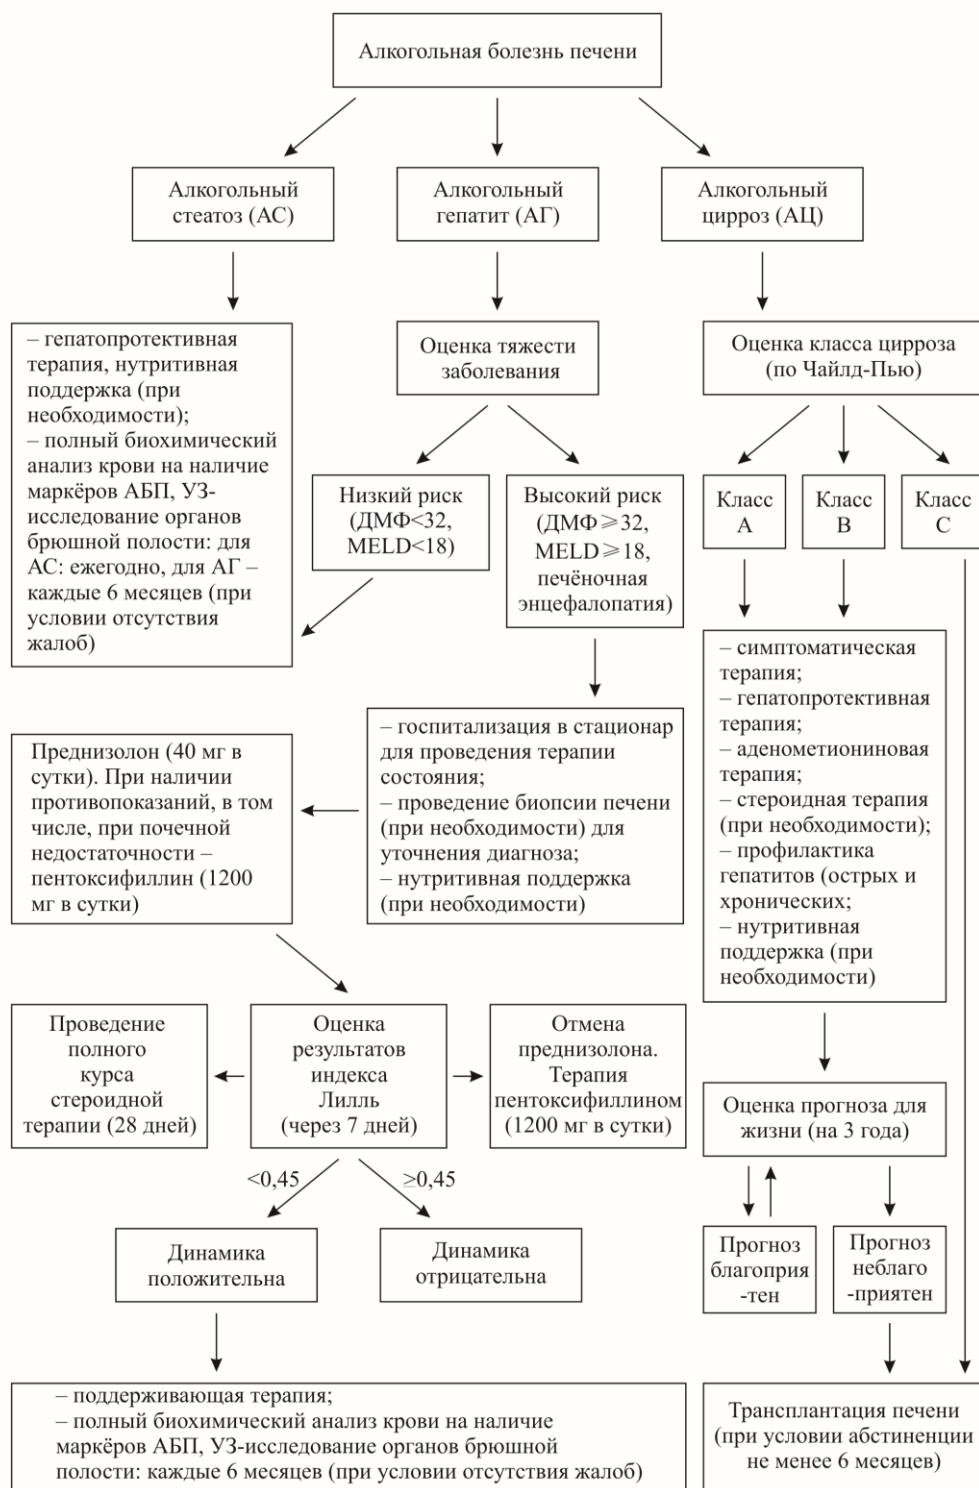 Алкогольная болезнь печени
Алкогольный
стеатоз (АС)
Алкогольный
гепатит (АГ)
Алкогольный
цирроз (АЦ)
– гепатопротективная
терапия, нутритивная
поддержка (при
необходимости);
– полный биохимический
анализ крови на наличие
маркёров АБП, УЗ-
исследование органов
брюшной полости: для
АС: ежегодно, для АГ –
каждые 6 месяцев (при
условии отсутствия
жалоб)
Оценка тяжести
заболевания
Оценка класса цирроза
(по Чайлд-Пью)
Низкий риск
(ДМФ<32,
MELD<18)
Высокий риск
(ДМФ⩾32,
MELD⩾18,
печёночная
энцефалопатия)
Класс
А
Класс
В
Класс
С
– симптоматическая
терапия;
– гепатопротективная
терапия;
– аденометиониновая
терапия;
– стероидная терапия
(при необходимости);
– профилактика
гепатитов (острых и
хронических;
– нутритивная
поддержка (при
необходимости)
– госпитализация в стационар
для проведения терапии
состояния;
– проведение биопсии печени
(при необходимости) для
уточнения диагноза;
– нутритивная поддержка
(при необходимости)
Преднизолон (40 мг в
сутки). При наличии
противопоказаний, в том
числе, при почечной
недостаточности –
пентоксифиллин (1200
мг в сутки)
Проведение
полного
курса
стероидной
терапии (28 дней)
Оценка
результатов
индекса
Лилль
(через 7 дней)
Отмена
преднизолона.
Терапия
пентоксифиллином
(1200 мг в сутки)
Оценка прогноза для
жизни (на 3 года)
<0,45
≥0,45
Динамика
положительна
Динамика
отрицательна
Прогноз
благоприя
-тен
Прогноз
неблаго
-приятен
– поддерживающая терапия;
– полный биохимический анализ крови на наличие
маркёров АБП, УЗ-исследование органов брюшной
полости: каждые 6 месяцев (при условии отсутствия жалоб)
Трансплантация печени
(при условии абстиненции
не менее 6 месяцев)